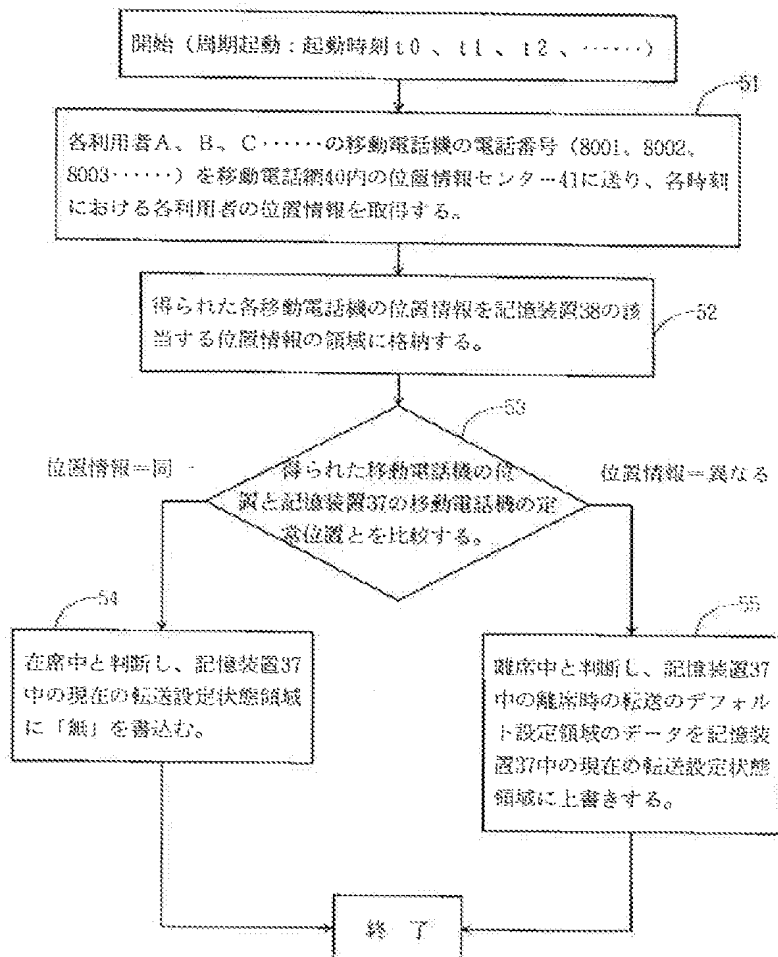 開始（周期起動：起動時刻t0、t1、t2、……）
51
各利用者A、B、C……の移動電話機の電話番号（8001、8002、
8003……）を移動電話網40内の位置情報センター41に送り、各時刻
における各利用者の位置情報を取得する。
52
得られた各移動電話機の位置情報を記憶装置38の該
当する位置情報の領域に格納する。
53
位置情報＝同一
得られた移動電話機の位
置と記憶装置37の移動電話機の定
常位置とを比較する。
位置情報＝異なる
54
在席中と判断し、記憶装置37
中の現在の転送設定状態領域
に「無」を書込む。
55
離席中と判断し、記憶装置37
中の離席時の転送のデフォル
ト設定領域のデータを記憶装
置37中の現在の転送設定状態
領域に上書きする。
終 了